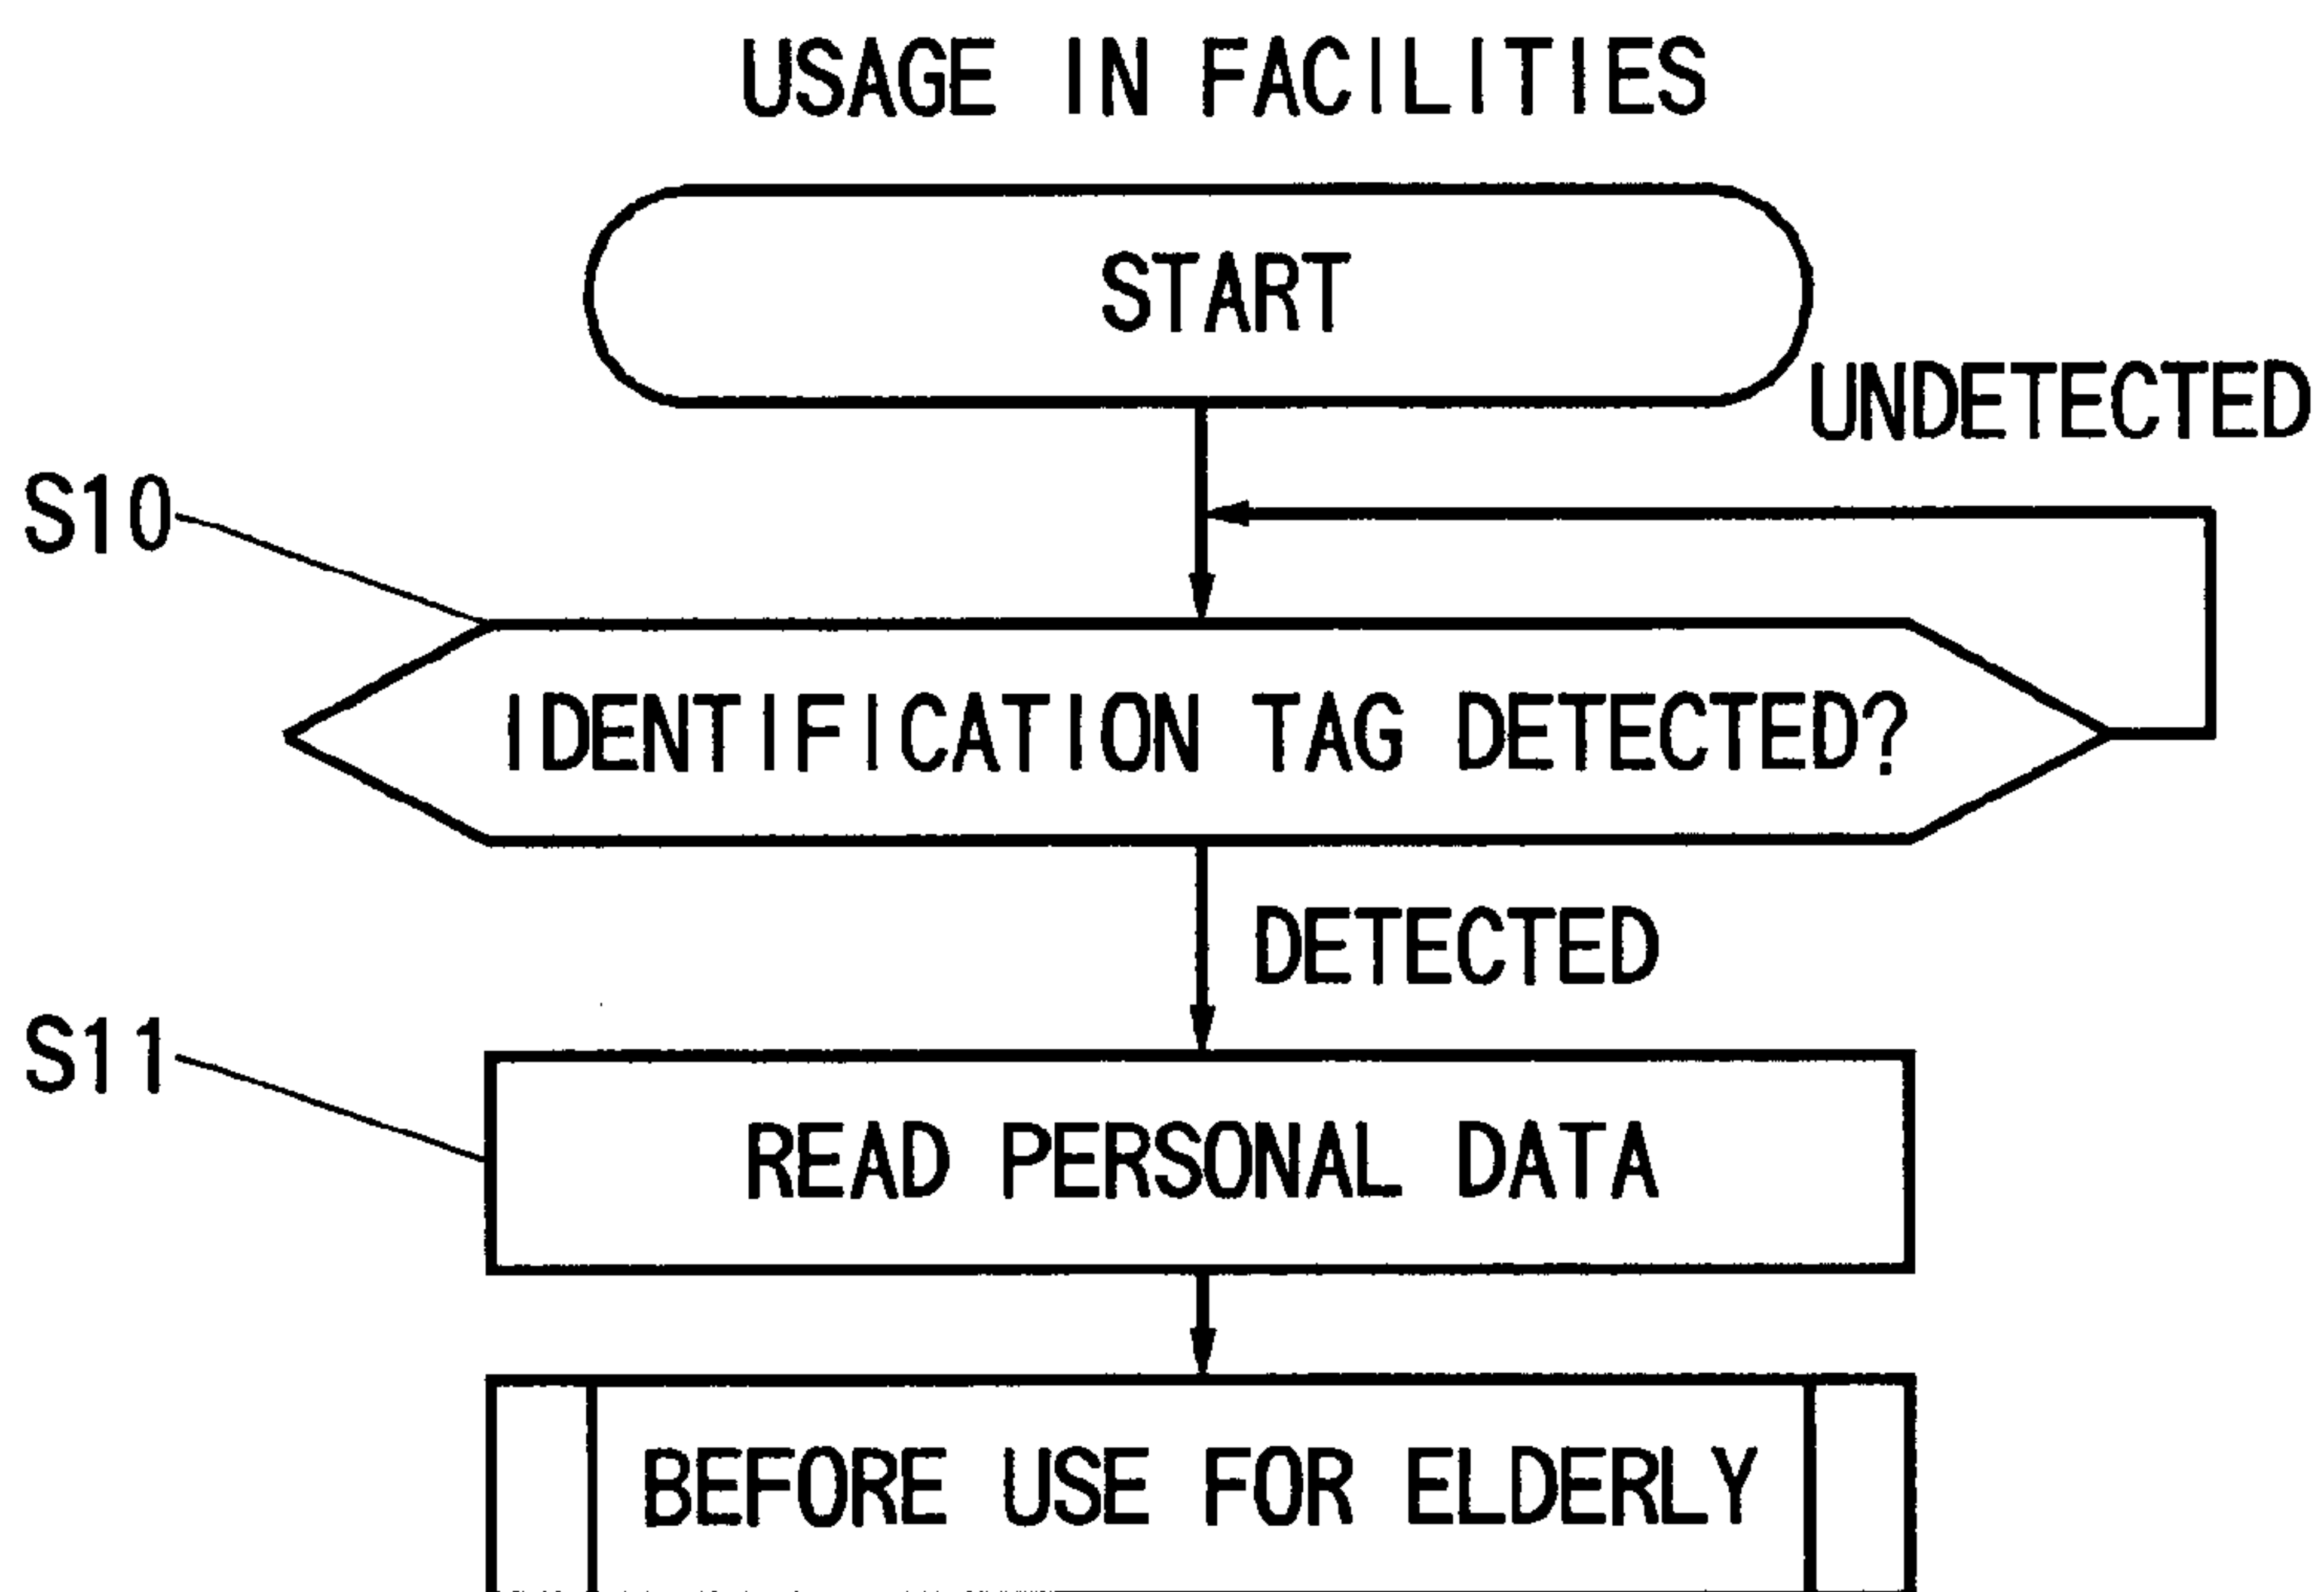 USAGE IN FACILITIES
START
UNDETECTED
S10
IDENTIFICATION TAG DETECTED?
DETECTED
S11
READ PERSONAL DATA
BEFORE USE FOR ELDERLY